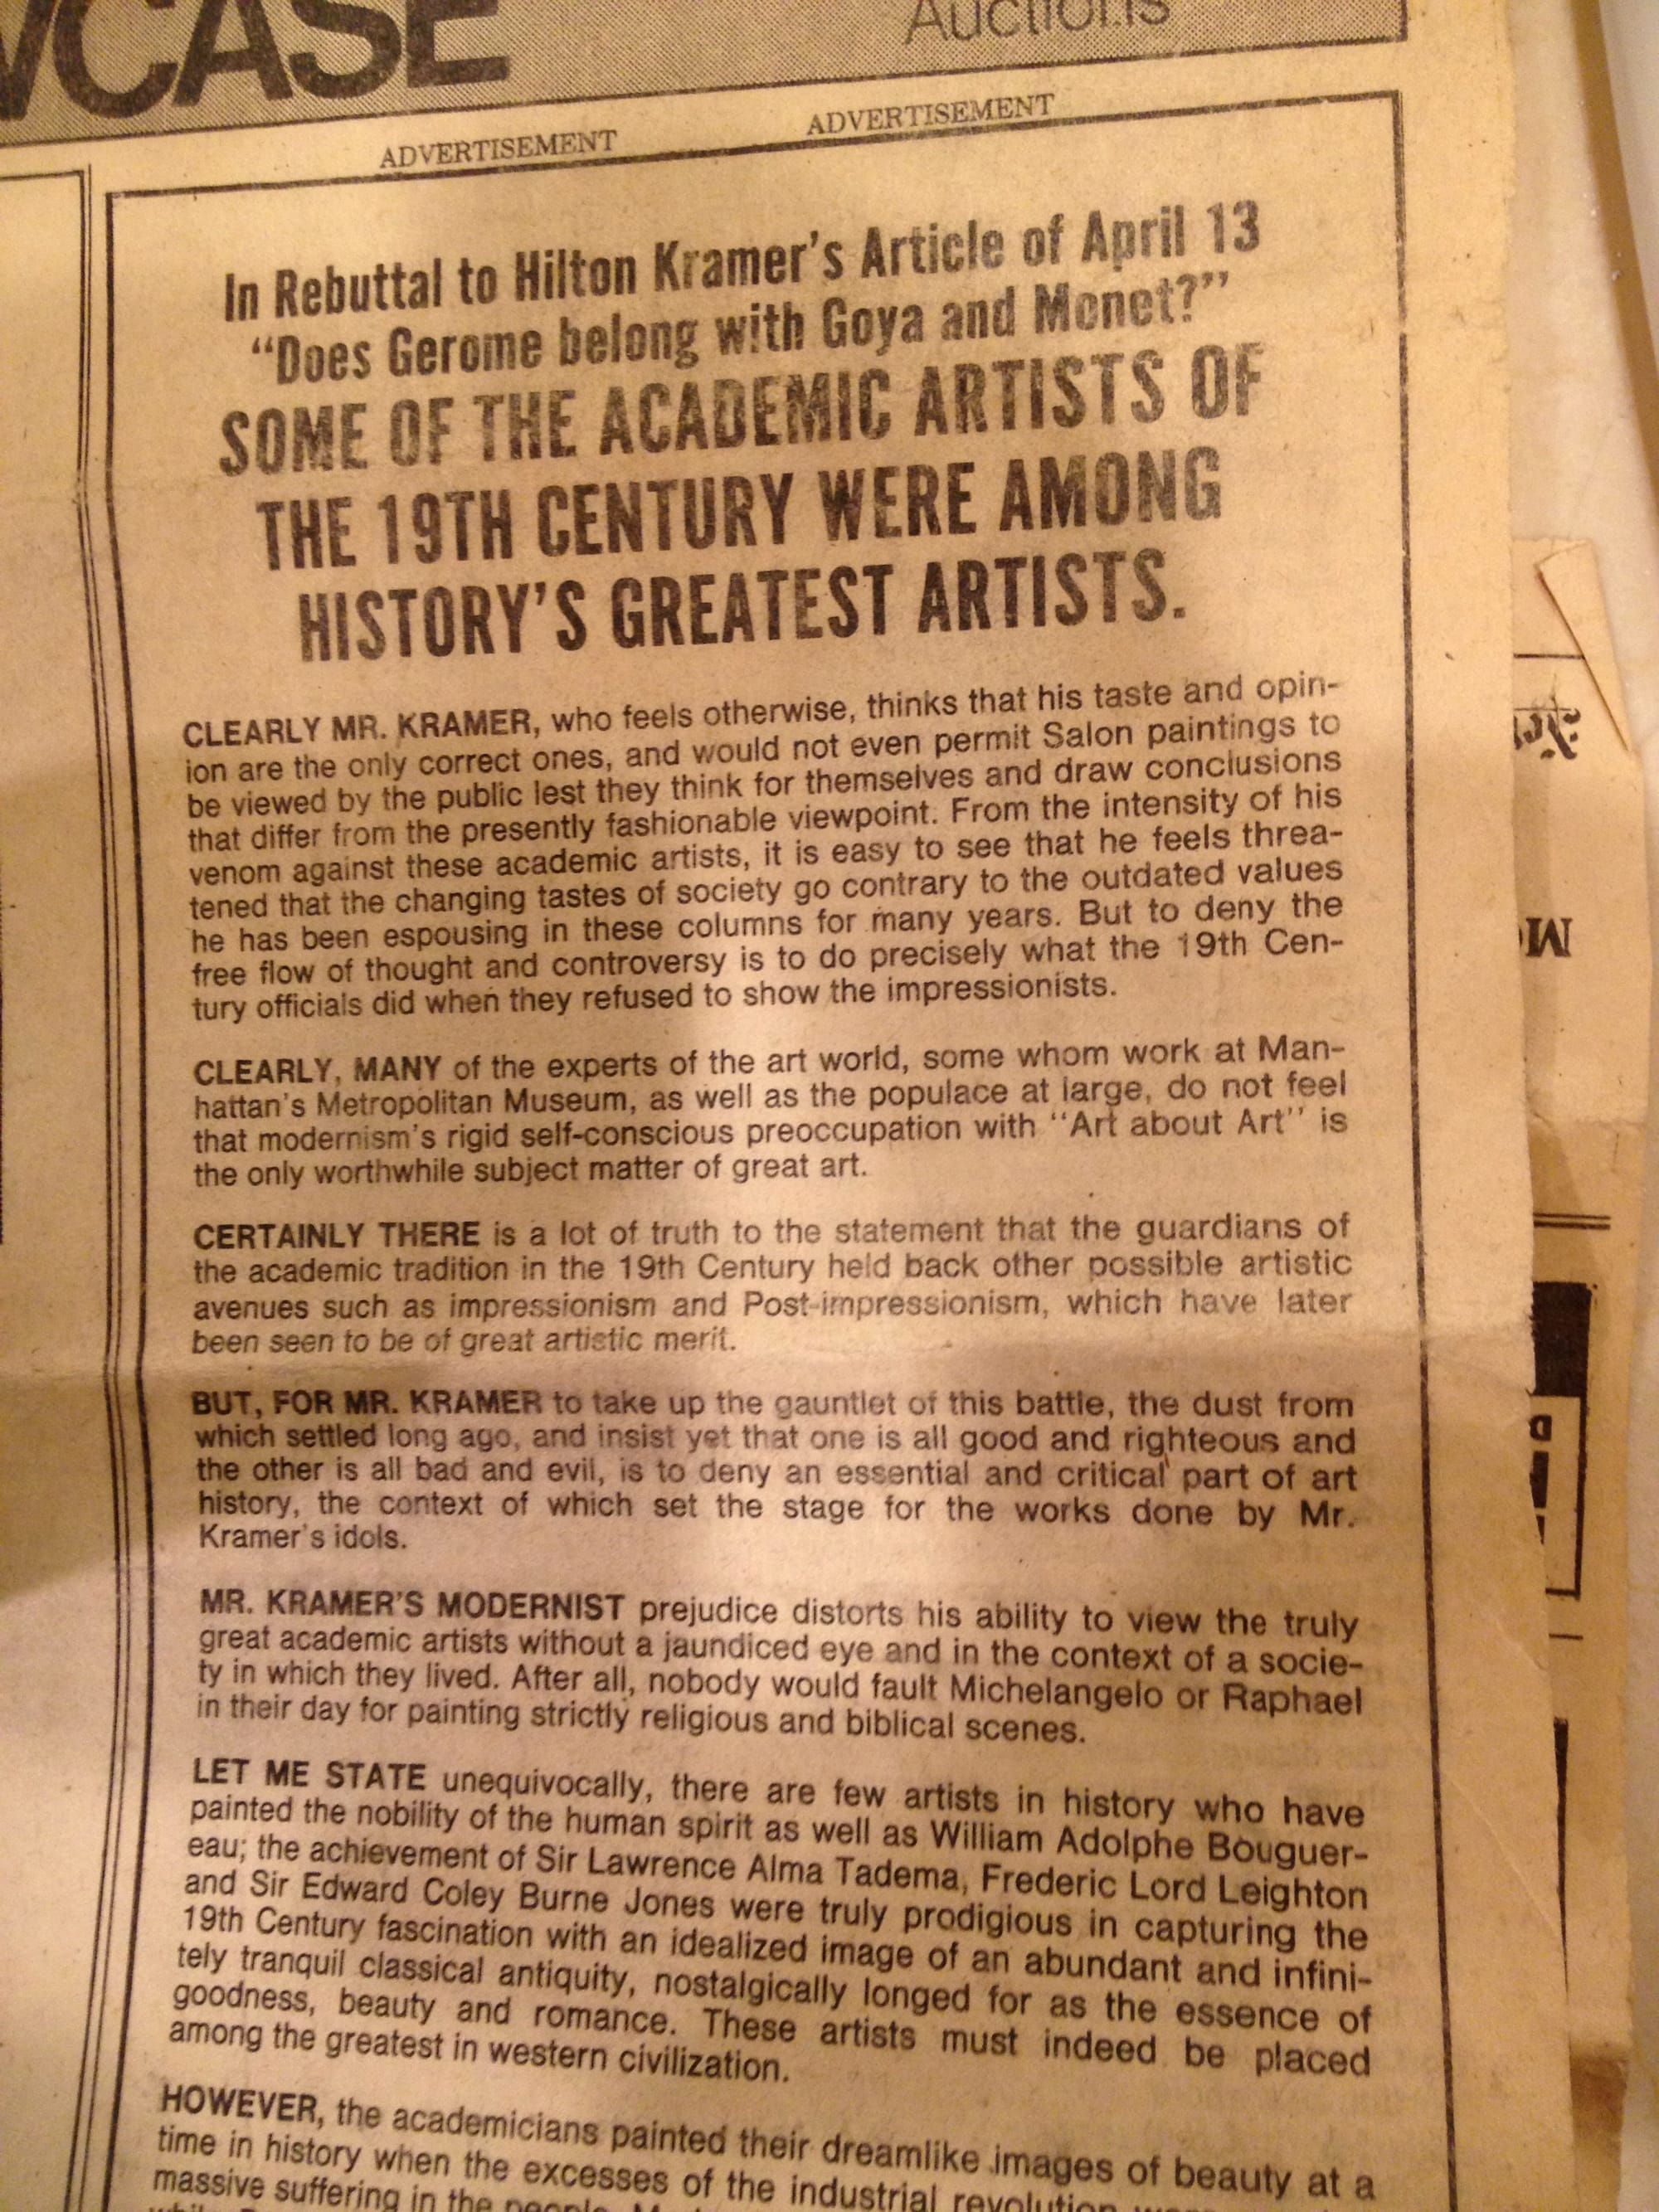 Auctions
ADVERTISEMENT
ADVERTISEMENT
In Rebuttal to Hilton Kramer's Article of April 13
"Does Gerome belong with Goya and Monet?"
SOME OF THE ACADEMIC ARTISTS OF
THE 19TH CENTURY WERE AMONG
HISTORY'S GREATEST ARTISTS.
CLEARLY MR. KRAMER, who feels otherwise, thinks that his taste and opin-
ion are the only correct ones, and would not even permit Salon paintings to
be viewed by the public lest they think for themselves and draw conclusions
that differ from the presently fashionable viewpoint. From the intensity of his
venom against these academic artists, it is easy to see that he feels threa-
tened that the changing tastes of society go contrary to the outdated values
he has been espousing in these columns for many years. But to deny the
free flow of thought and controversy is to do precisely what the 19th Cen-
tury officials did when they refused to show the impressionists.
CLEARLY, MANY of the experts of the art world, some whom work at Man-
hattan's Metropolitan Museum, as well as the populace at large, do not feel
that modernism's rigid self-conscious preoccupation with "Art about Art" is
the only worthwhile subject matter of great art.
CERTAINLY THERE is a lot of truth to the statement that the guardians of
the academic tradition in the 19th Century held back other possible artistic
avenues such as impressionism and Post-impressionism, which have later
been seen to be of great artistic merit.
BUT, FOR MR. KRAMER to take up the gauntlet of this battle, the dust from
which settled long ago, and insist yet that one is all good and righteous and
the other is all bad and evil, is to deny an essential and critical part of art
history, the context of which set the stage for the works done by Mr.
Kramer's idols.
MR. KRAMER'S MODERNIST prejudice distorts his ability to view the truly
great academic artists without a jaundiced eye and in the context of a socie-
ty in which they lived. After all, nobody would fault Michelangelo or Raphael
in their day for painting strictly religious and biblical scenes.
LET ME STATE unequivocally, there are few artists in history who have
painted the nobility of the human spirit as well as William Adolphe Bouguer-
eau; the achievement of Sir Lawrence Alma Tadema, Frederic Lord Leighton
and Sir Edward Coley Burne Jones were truly prodigious in capturing the
19th Century fascination with an idealized image of an abundant and infini-
tely tranquil classical antiquity, nostalgically longed for as the essence of
goodness, beauty and romance. These artists must indeed be placed
among the greatest in western civilization.
HOWEVER, the academicians painted their dreamlike images of beauty at a
time in history when the excesses of the industrial revolution
massive suffering in the people.